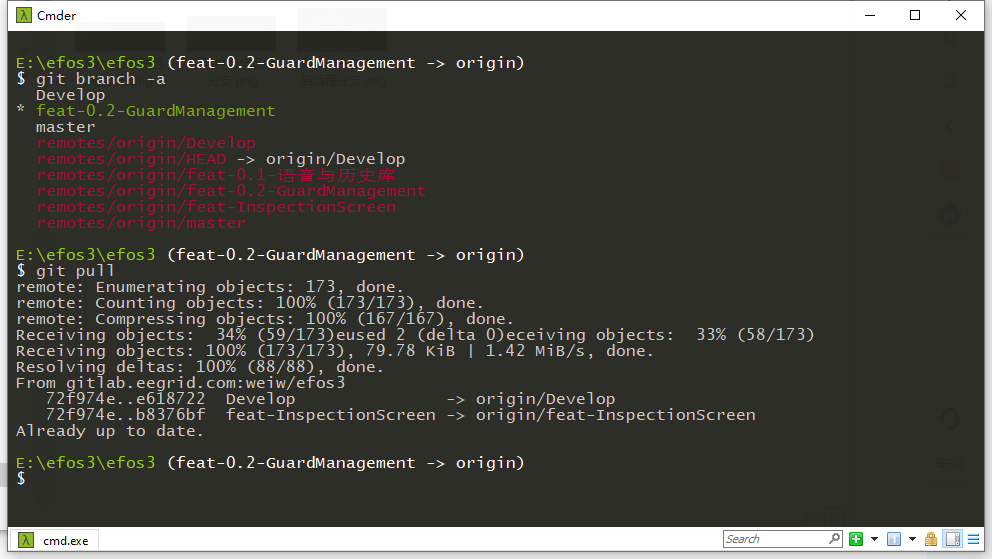 Cmder
E:\efos3\efos3 (feat-0.2-GuardManagement -> origin)
$ git branch -a
Develop
* feat-0.2-GuardManagement
master
remotes/origin/Develop
remotes/origin/HEAD -> origin/Develop
remotes/origin/feat-0.1-语音与历史库
remotes/origin/feat-0.2-GuardManagement
remotes/origin/feat-InspectionScreen
remotes/origin/master
E:\efos3\efos3 (feat-0.2-GuardManagement -> origin)
$ git pull
remote: Enumerating objects: 173, done.
remote: Counting objects: 100% (173/173), done.
remote: Compressing objects: 100% (167/167), done.
Receiving objects:  34% (59/173)eused 2 (delta 0)eceiving objects:  33% (58/173)
Receiving objects: 100% (173/173), 79.78 KiB | 1.42 MiB/s, done.
Resolving deltas: 100% (88/88), done.
From gitlab.eegrid.com:weiw/efos3
72f974e..e618722  Develop              -> origin/Develop
72f974e..b8376bf  feat-InspectionScreen -> origin/feat-InspectionScreen
Already up to date.
E:\efos3\efos3 (feat-0.2-GuardManagement -> origin)
$
cmd.exe
Search